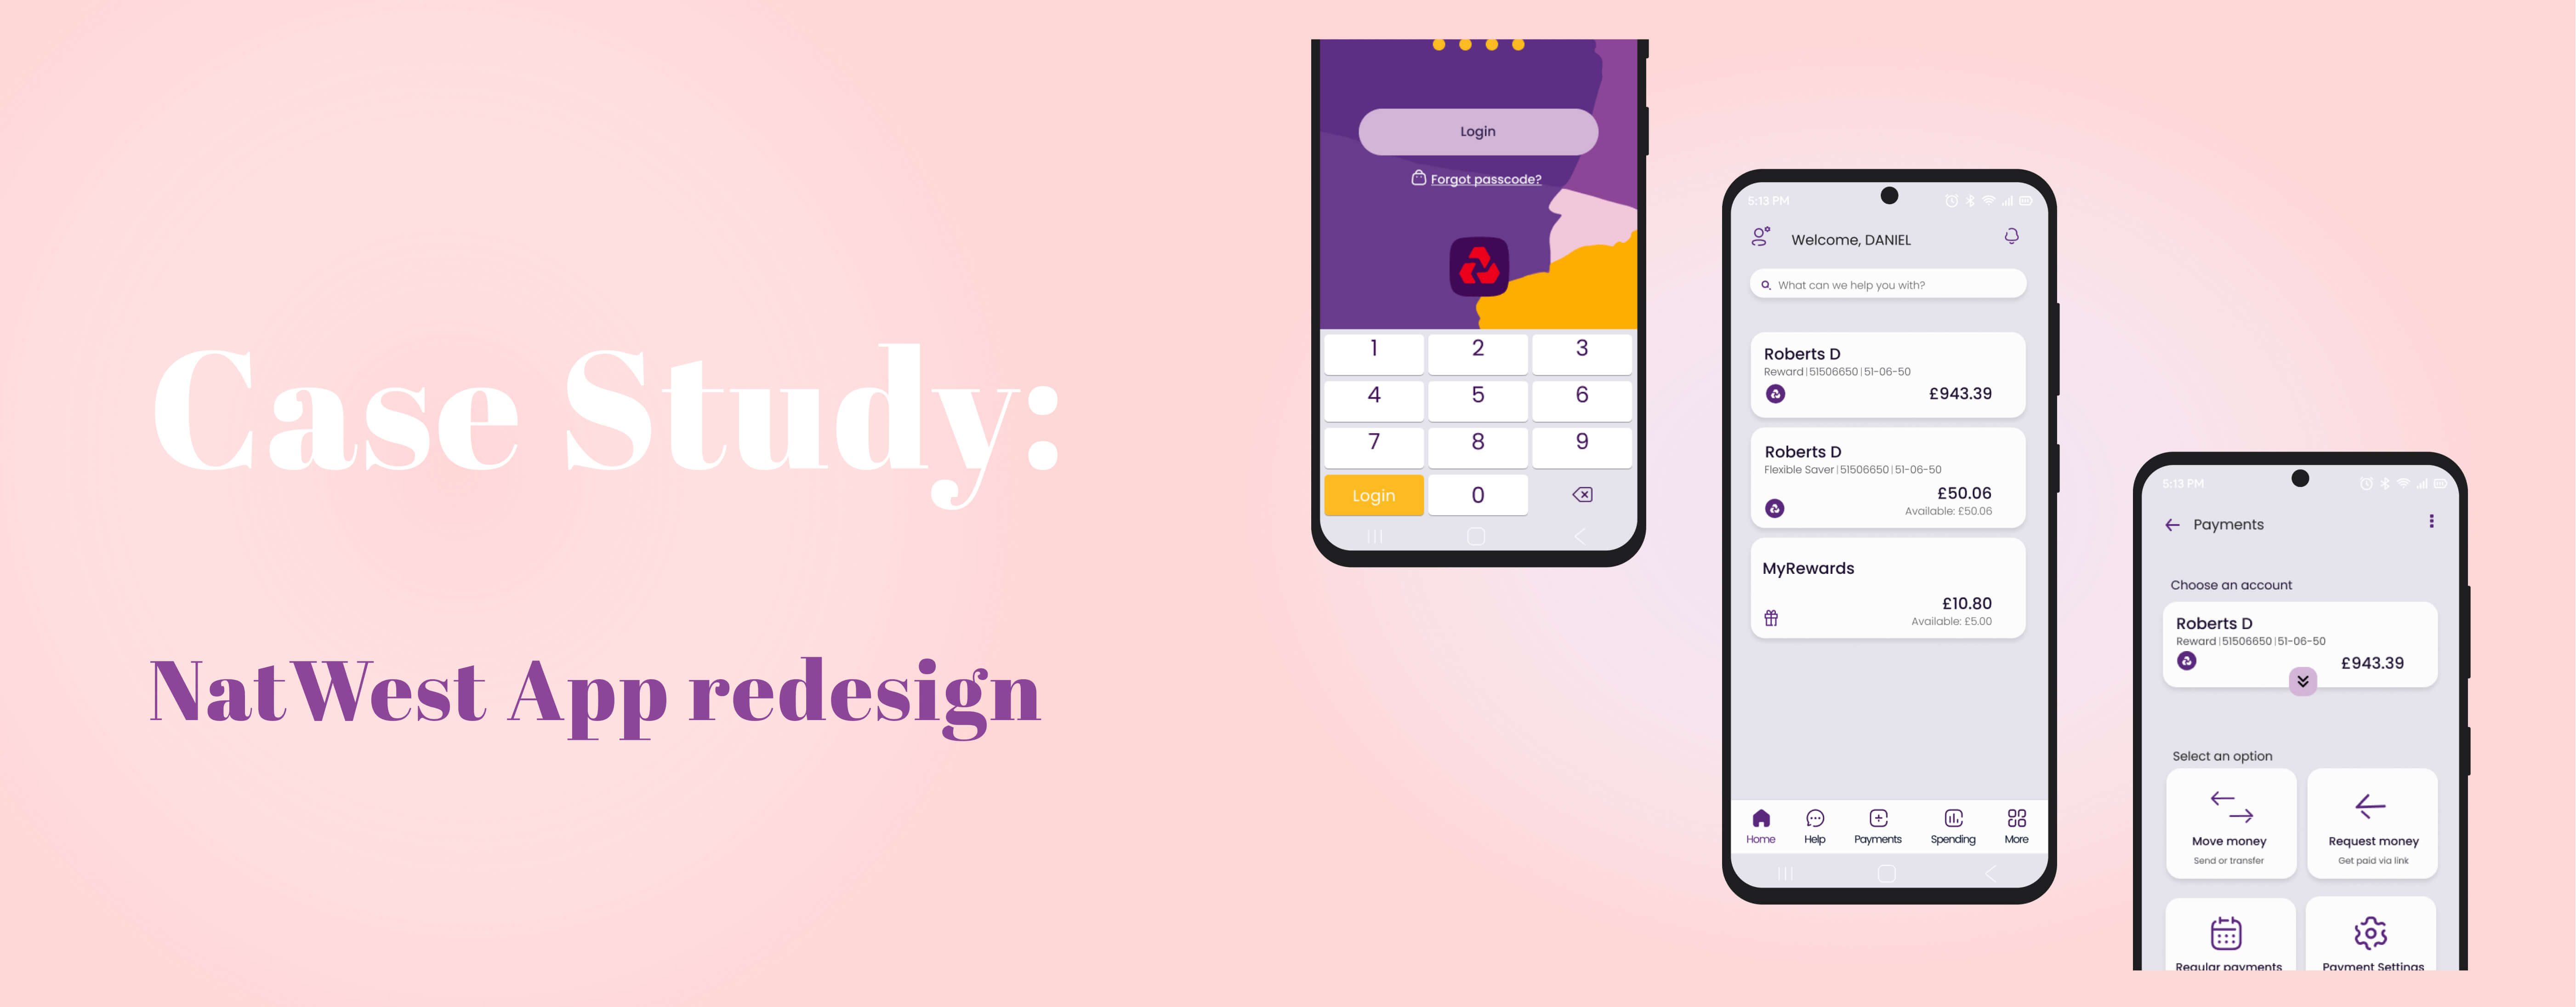 Case Study:
NatWest App redesign
Login
Forgot passcode?
1 2 3
4 5 6
7 8 9
Login 0
5:13 PM
Welcome, DANIEL
What can we help you with?
Roberts D
Reward | 51506650 | 51-06-50
£943.39
Roberts D
Flexible Saver | 51506650 | 51-06-50
£50.06
Available: £50.06
MyRewards
£10.80
Available: £5.00
Home Help Payments Spending More
5:13 PM
Payments
Choose an account
Roberts D
Reward | 51506650 | 51-06-50
£943.39
Select an option
Move money
Send or transfer
Request money
Get paid via link
Regular payments
Payment Settings